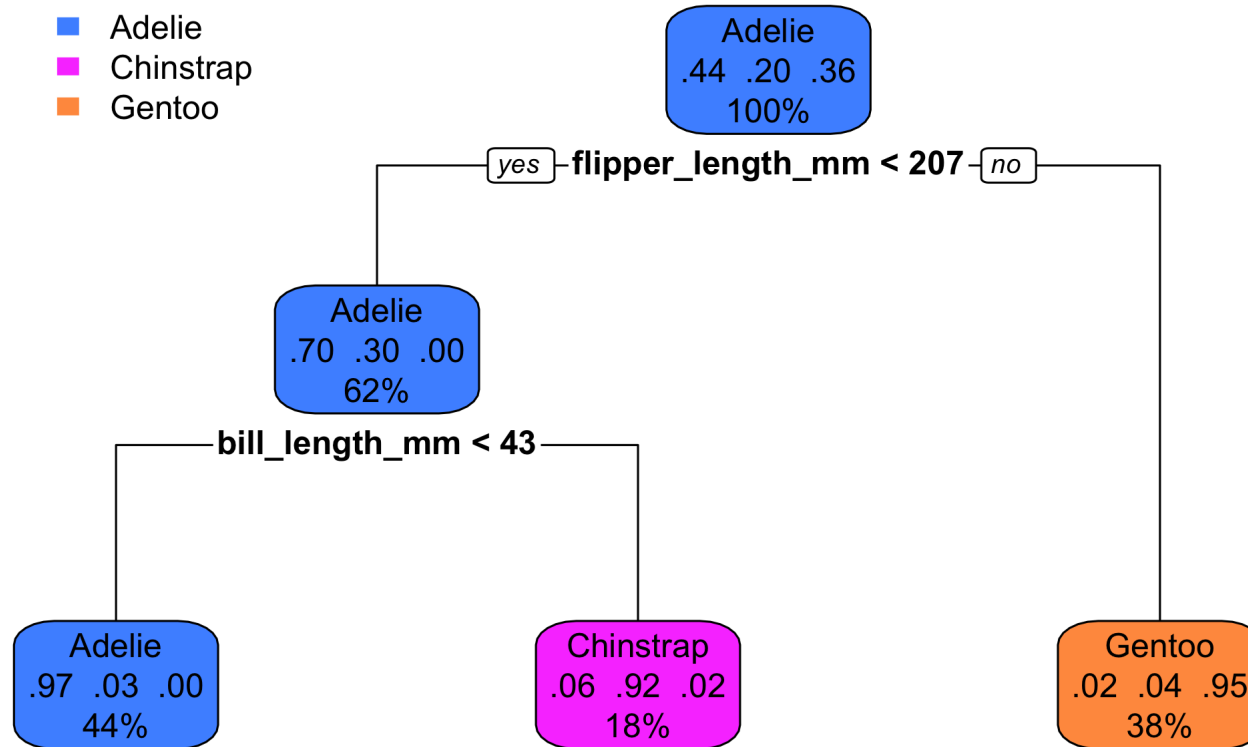 Adelie
Chinstrap
Gentoo
Adelie
.44 .20 .36
100%
yes flipper_length_mm < 207 no
Adelie
.70 .30 .00
62%
bill_length_mm < 43
Adelie
.97 .03 .00
44%
Chinstrap
.06 .92 .02
18%
Gentoo
.02 .04 .95
38%